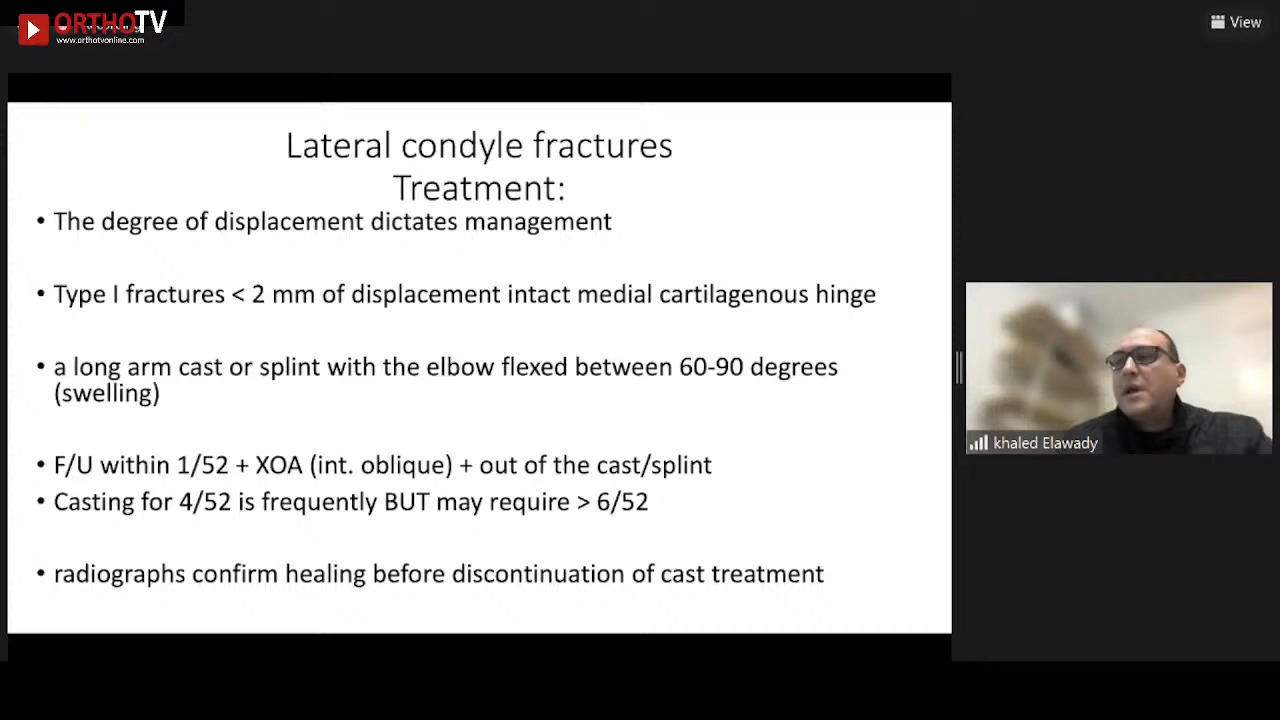 ORTHOTV
www.orthotvonline.com
View
Lateral condyle fractures
Treatment:
• The degree of displacement dictates management
• Type I fractures < 2 mm of displacement intact medial cartilagenous hinge
• a long arm cast or splint with the elbow flexed between 60-90 degrees
(swelling)
• F/U within 1/52 + XOA (int. oblique) + out of the cast/splint
• Casting for 4/52 is frequently BUT may require > 6/52
• radiographs confirm healing before discontinuation of cast treatment
khaled Elawady